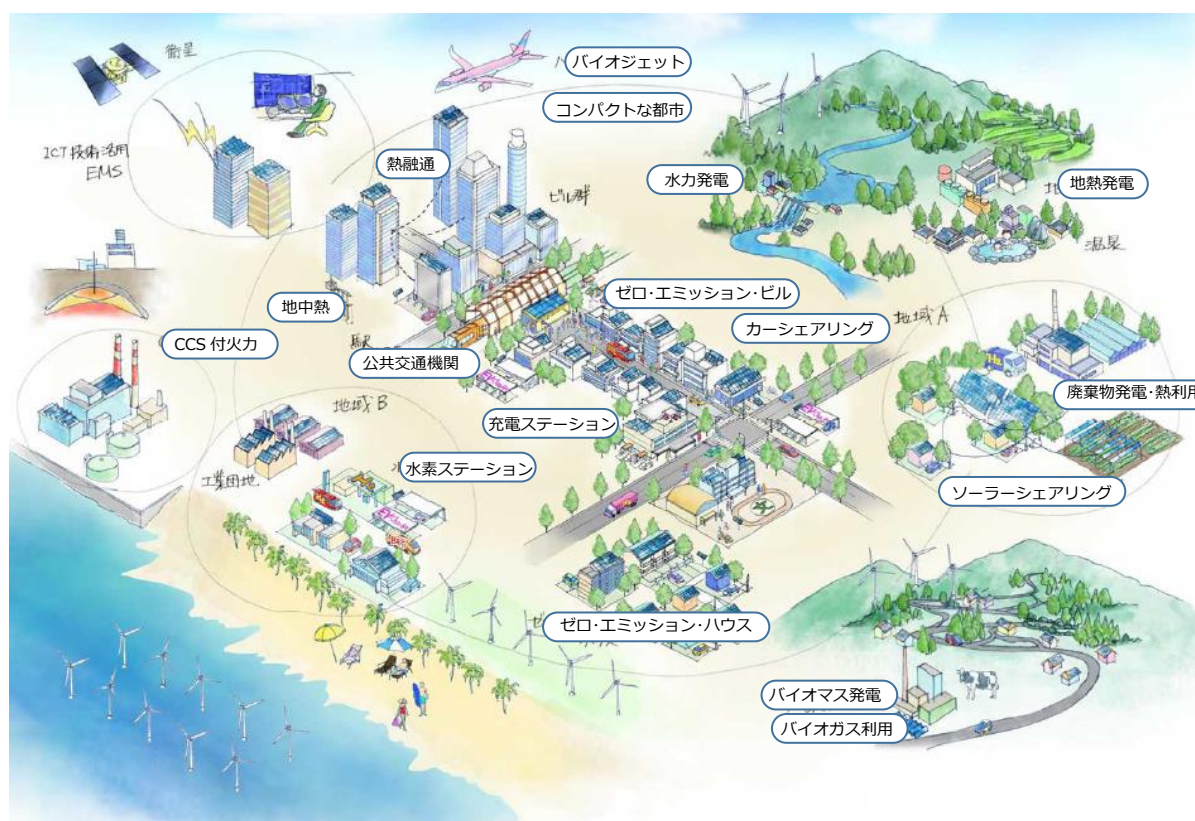 衛星
バイオジェット
コンパクトな都市
ICT技術活用
EMS
熱融通
水力発電
地熱発電
ビル群
温泉
ゼロ・エミッション・ビル
地中熱
カーシェアリング
地域A
CCS 付火力
駅
公共交通機関
H2
廃棄物発電・熱利用
地域B
充電ステーション
水素ステーション
工業団地
ソーラーシェアリング
ゼロ・エミッション・ハウス
バイオマス発電
バイオガス利用